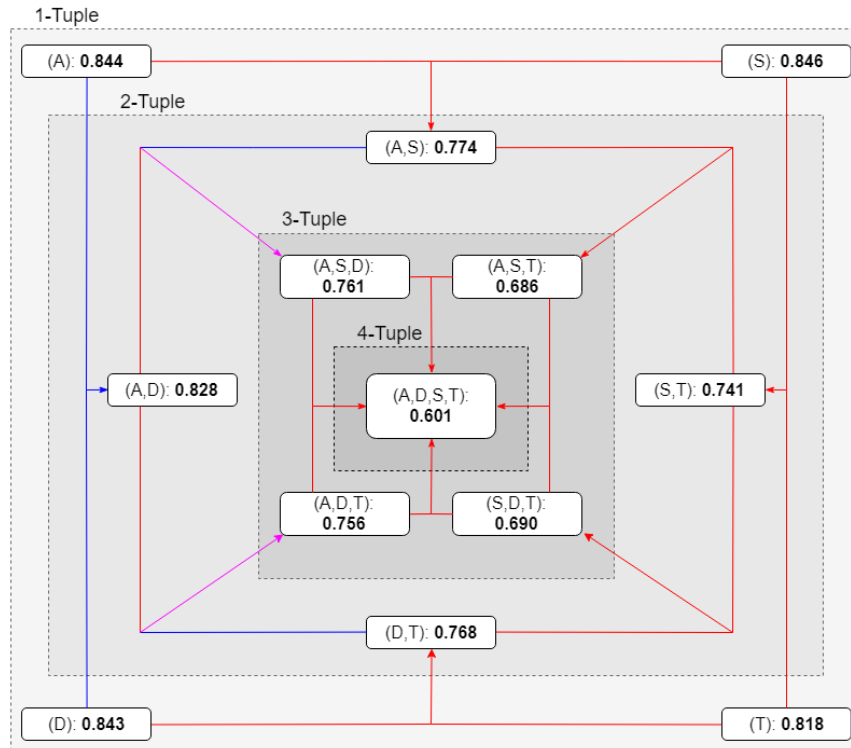 1-Tuple
(A): 0.844
(S): 0.846
2-Tuple
(A,S): 0.774
3-Tuple
(A,S,D):
0.761
(A,S,T):
0.686
4-Tuple
(A,D): 0.828
(A,D,S,T):
0.601
(S,T): 0.741
(A,D,T):
0.756
(S,D,T):
0.690
(D,T): 0.768
(D): 0.843
(T): 0.818